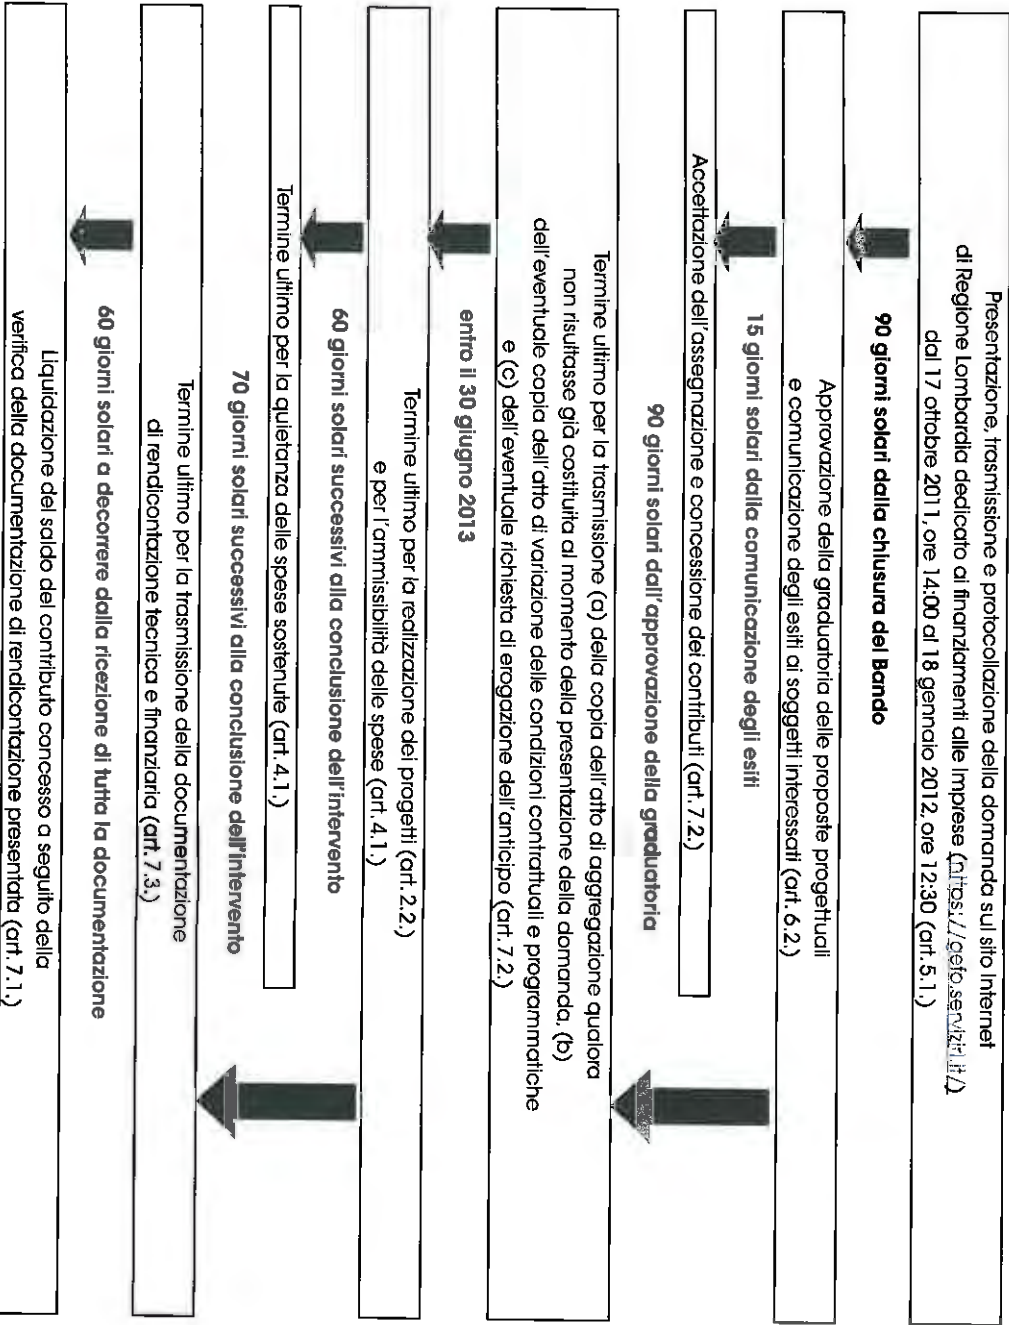 Presentazione, trasmissione e protocollazione della domanda sul sito Internet
di Regione Lombardia dedicato ai finanziamenti alle Imprese (https://gefo.servizirl.it/)
dal 17 ottobre 2011, ore 14:00 al 18 gennaio 2012, ore 12:30 (art. 5.1.)
90 giorni solari dalla chiusura del Bando
Approvazione della graduatoria delle proposte progettuali
e comunicazione degli esiti ai soggetti interessati (art. 6.2.)
15 giorni solari dalla comunicazione degli esiti
Accettazione dell'assegnazione e concessione dei contributi (art. 7.2.)
90 giorni solari dall'approvazione della graduatoria
Termine ultimo per la trasmissione (a) della copia dell'atto di aggregazione qualora
non risultasse già costituita al momento della presentazione della domanda, (b)
dell'eventuale copia dell'atto di variazione delle condizioni contrattuali e programmatiche
e (c) dell'eventuale richiesta di erogazione dell'anticipo (art. 7.2.)
entro il 30 giugno 2013
Termine ultimo per la realizzazione dei progetti (art. 2.2.)
e per l'ammissibilità delle spese (art. 4.1.)
60 giorni solari successivi alla conclusione dell'intervento
Termine ultimo per la quietanza delle spese sostenute (art. 4.1.)
70 giorni solari successivi alla conclusione dell'intervento
Termine ultimo per la trasmissione della documentazione
di rendicontazione tecnica e finanziaria (art. 7.3.)
60 giorni solari a decorrere dalla ricezione di tutta la documentazione
Liquidazione del saldo del contributo concesso a seguito della
verifica della documentazione di rendicontazione presentata (art. 7.1.)